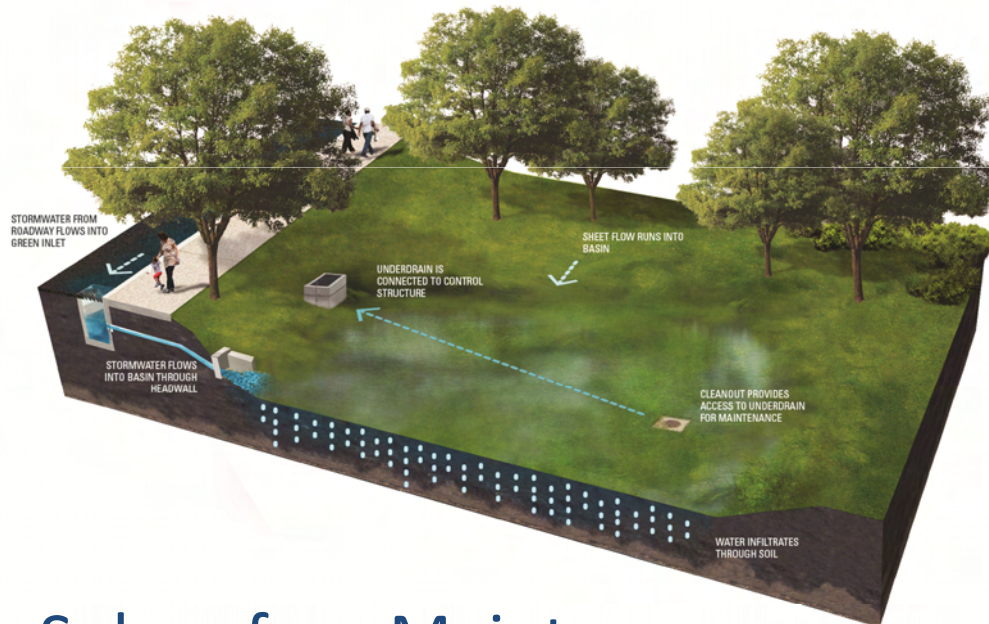 STORMWATER FROM
ROADWAY FLOWS INTO
GREEN INLET
SHEET FLOW RUNS INTO
BASIN
UNDERDRAIN IS
CONNECTED TO CONTROL
STRUCTURE
STORMWATER FLOWS
INTO BASIN THROUGH
HEADWALL
CLEANOUT PROVIDES
ACCESS TO UNDERDRAIN
FOR MAINTENANCE
WATER INFILTRATES
THROUGH SOIL